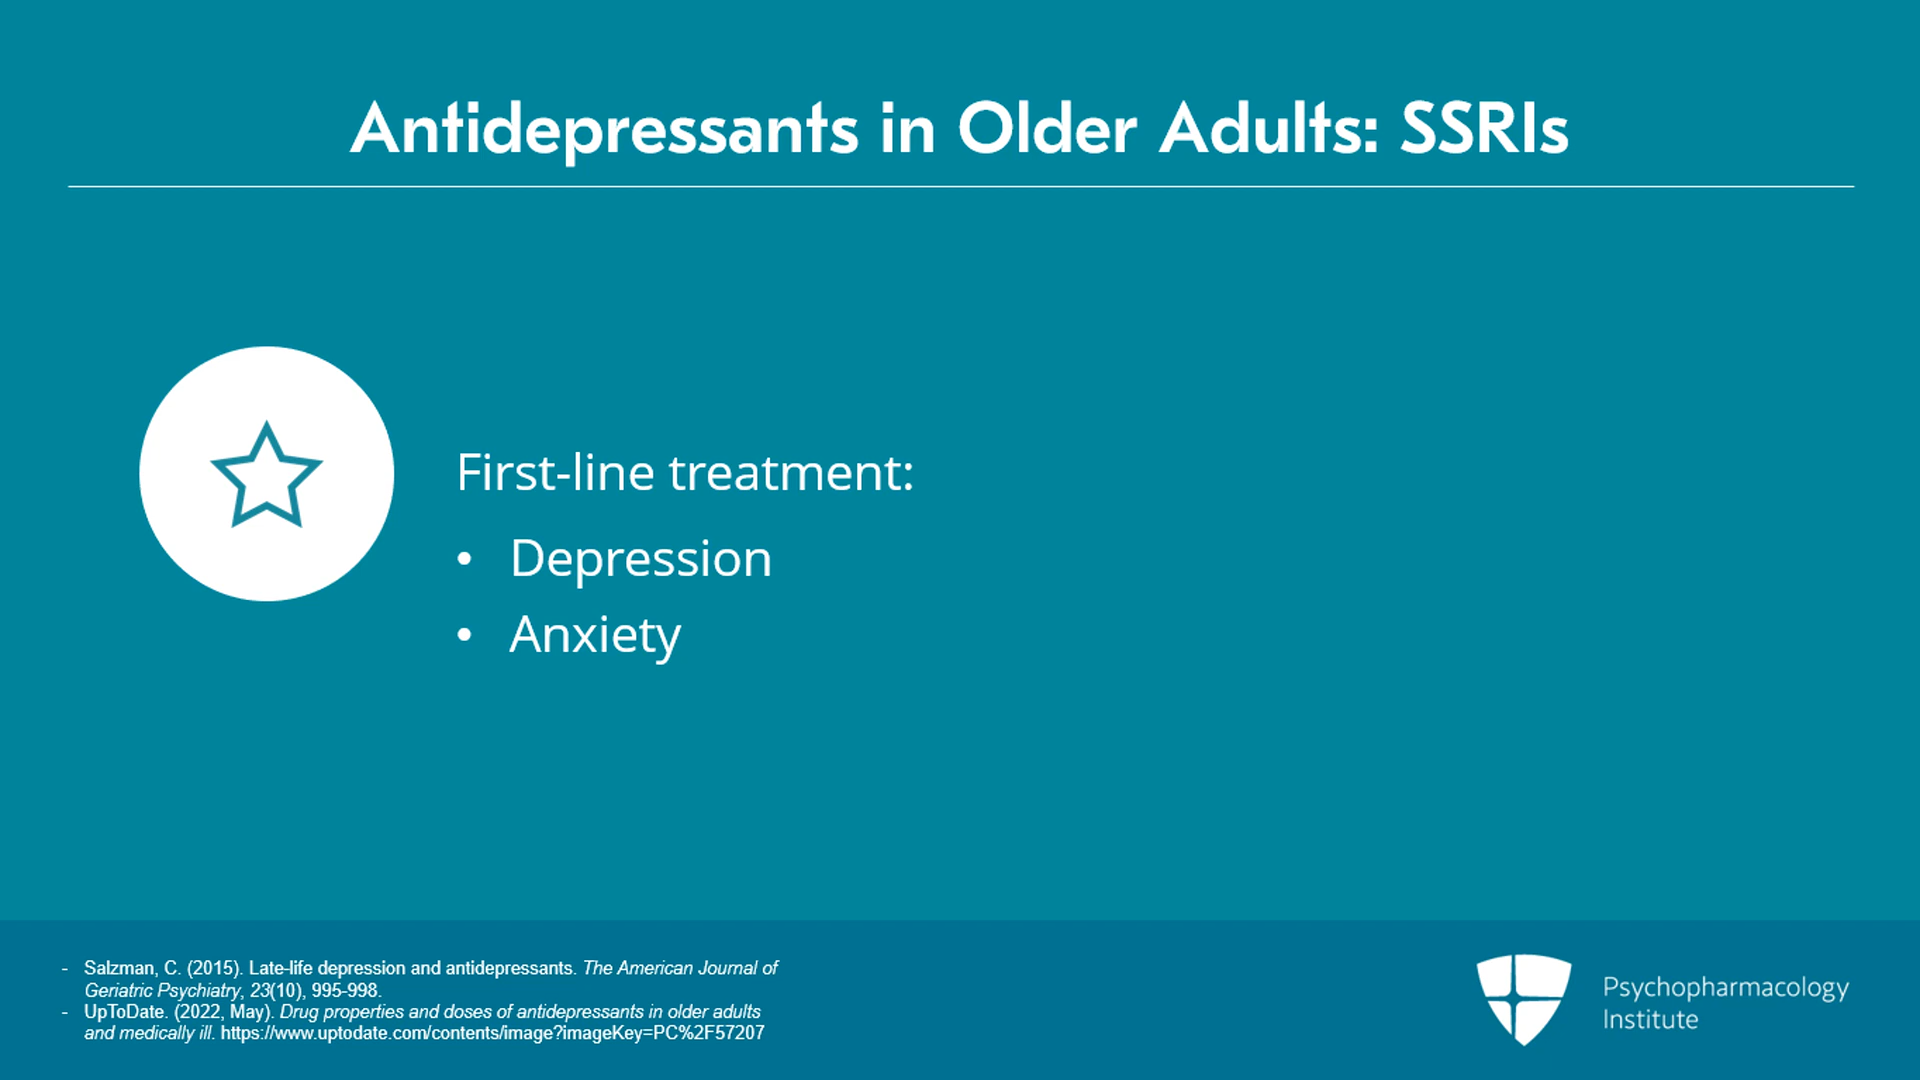 Antidepressants in Older Adults: SSRIs
First-line treatment:
• Depression
• Anxiety
- Salzman, C. (2015). Late-life depression and antidepressants. The American Journal of
Geriatric Psychiatry, 23(10), 995-998.
- UpToDate. (2022, May). Drug properties and doses of antidepressants in older adults
and medically ill. https://www.uptodate.com/contents/image?imageKey=PC%2F57207
Psychopharmacology
Institute